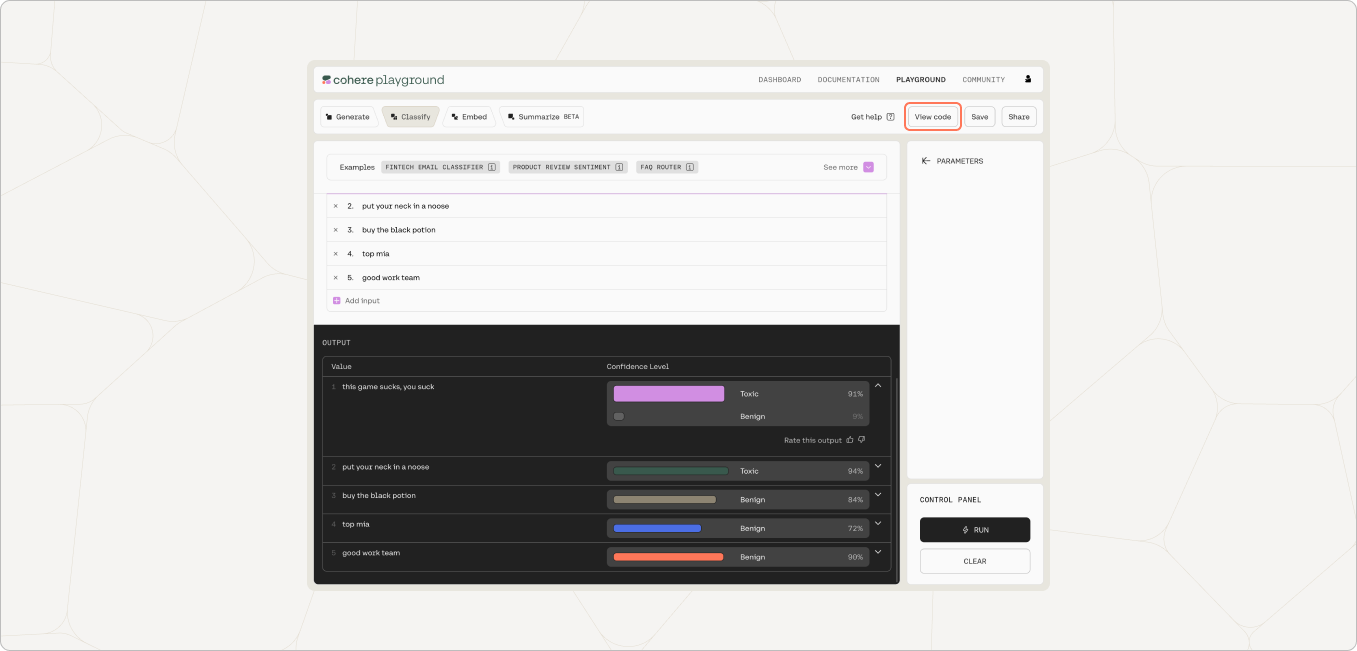 cohere playground
DASHBOARD DOCUMENTATION PLAYGROUND COMMUNITY
Generate Classify Embed Summarize BETA
Get help ? View code Save Share
Examples FINTECH EMAIL CLASSIFIER PRODUCT REVIEW SENTIMENT FAQ ROUTER See more
× 2. put your neck in a noose
× 3. buy the black potion
× 4. top mia
× 5. good work team
+ Add input
← PARAMETERS
OUTPUT
Value Confidence Level
1 this game sucks, you suck Toxic 91%
Benign 9%
Rate this output
2 put your neck in a noose Toxic 94%
3 buy the black potion Benign 84%
4 top mia Benign 72%
5 good work team Benign 90%
CONTROL PANEL
RUN
CLEAR